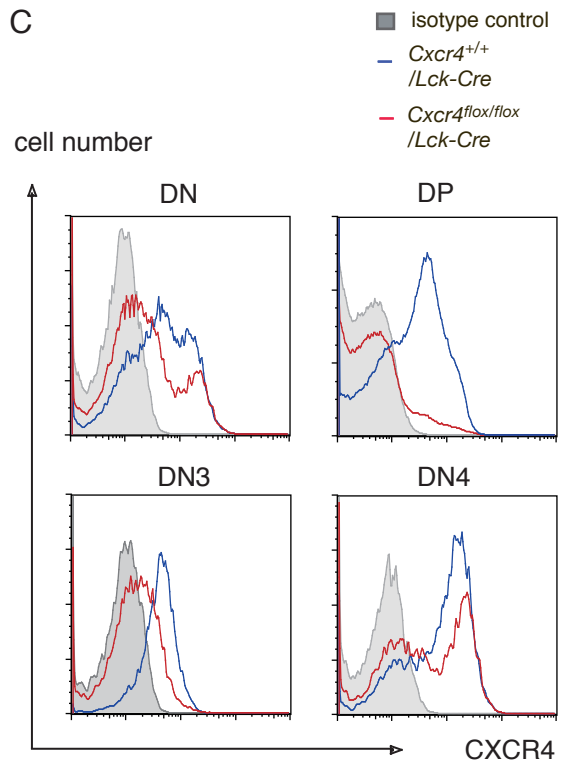 C
isotype control
Cxcr4+/+
/Lck-Cre
Cxcr4flox/flox
/Lck-Cre
cell number
DN
DP
DN3
DN4
CXCR4